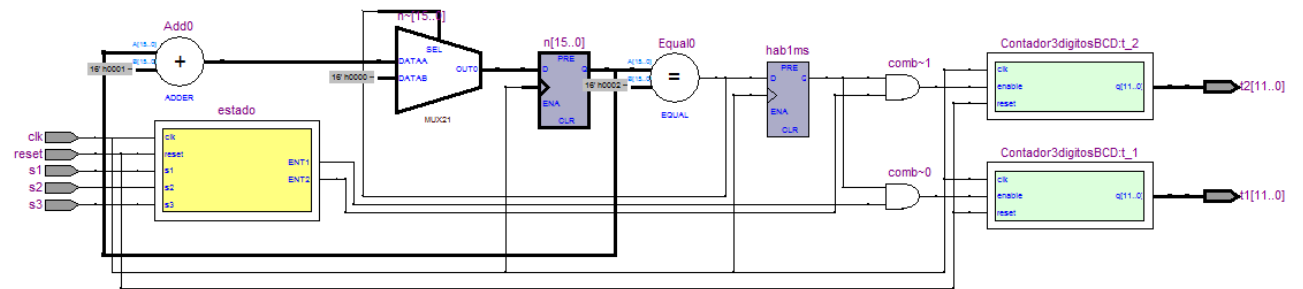 Add0
A[15..0]
B[15..0]
16' h0001 --
+
ADDER
n~[15..0]
SEL
DATAA
DATAB
OUT0
16' h0000 --
MUX21
n[15..0]
PRE
D
Q
ENA
CLR
Equal0
A[15..0]
B[15..0]
16' h0002 --
=
EQUAL
hab1ms
PRE
D
Q
ENA
CLR
comb~1
comb~0
Contador3digitosBCD:t_2
clk
enable
reset
q[11..0]
t2[11..0]
Contador3digitosBCD:t_1
clk
enable
reset
q[11..0]
t1[11..0]
estado
clk
reset
s1
s2
s3
ENT1
ENT2
clk
reset
s1
s2
s3